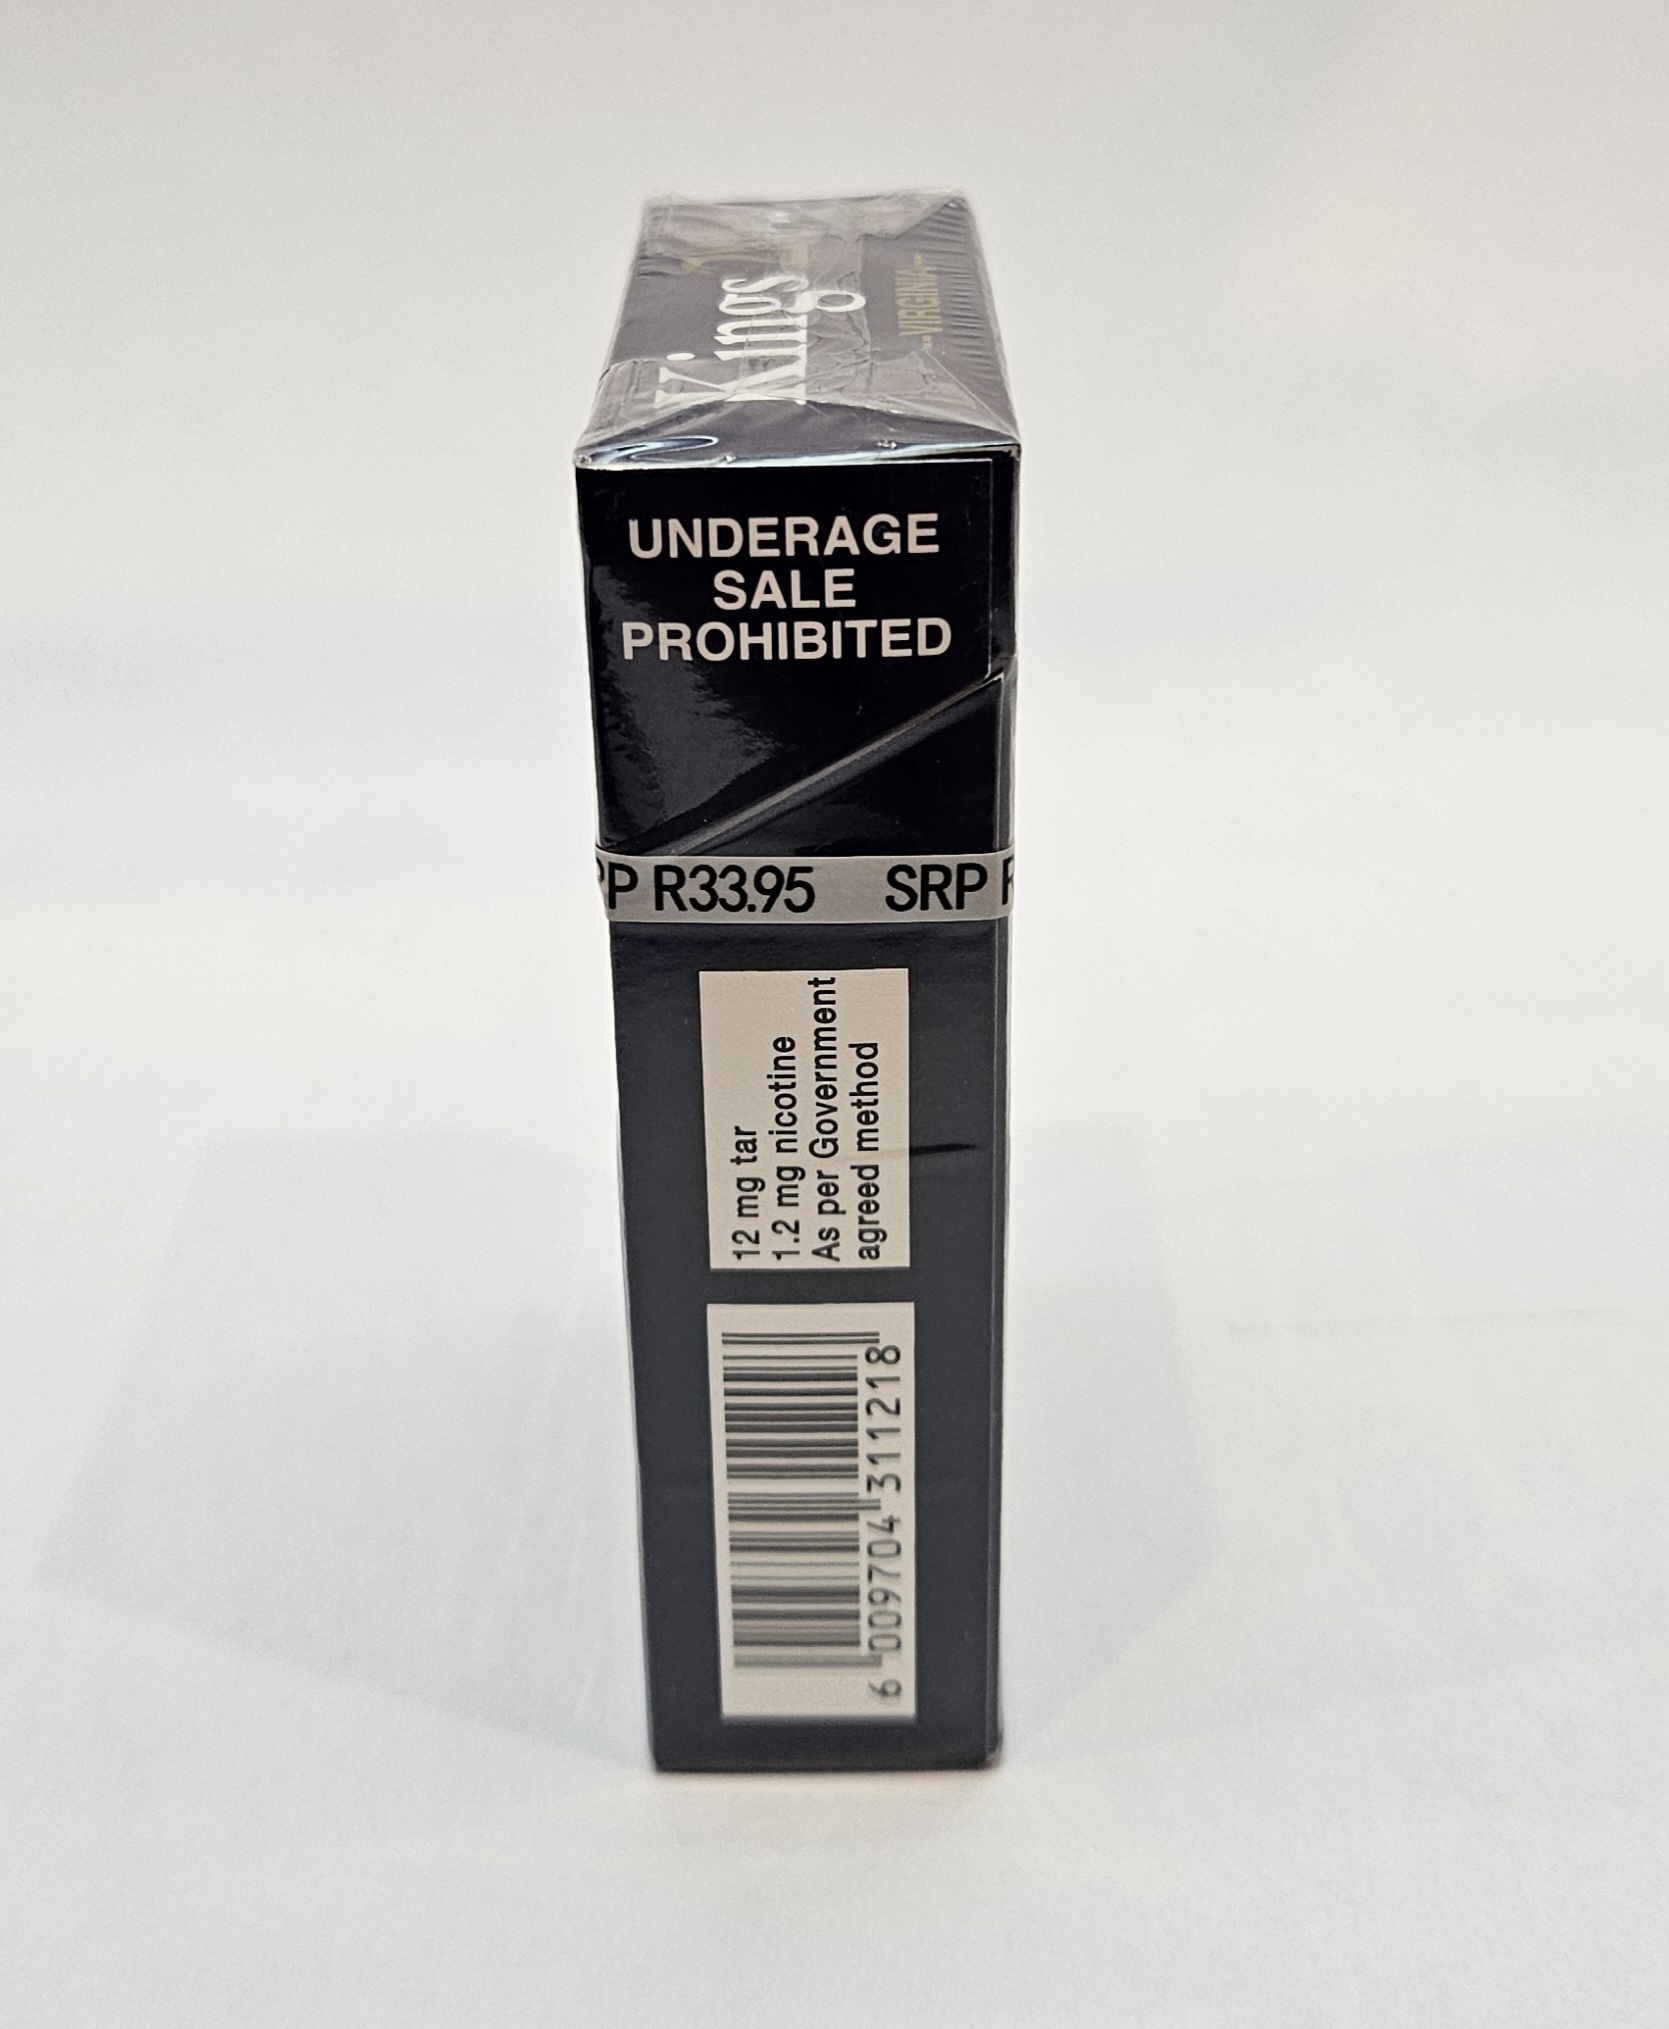 Kings
VIRGINIA
UNDERAGE
SALE
PROHIBITED
R33.95 SRP
12 mg tar
1.2 mg nicotine
As per Government
agreed method
6 009704 311218